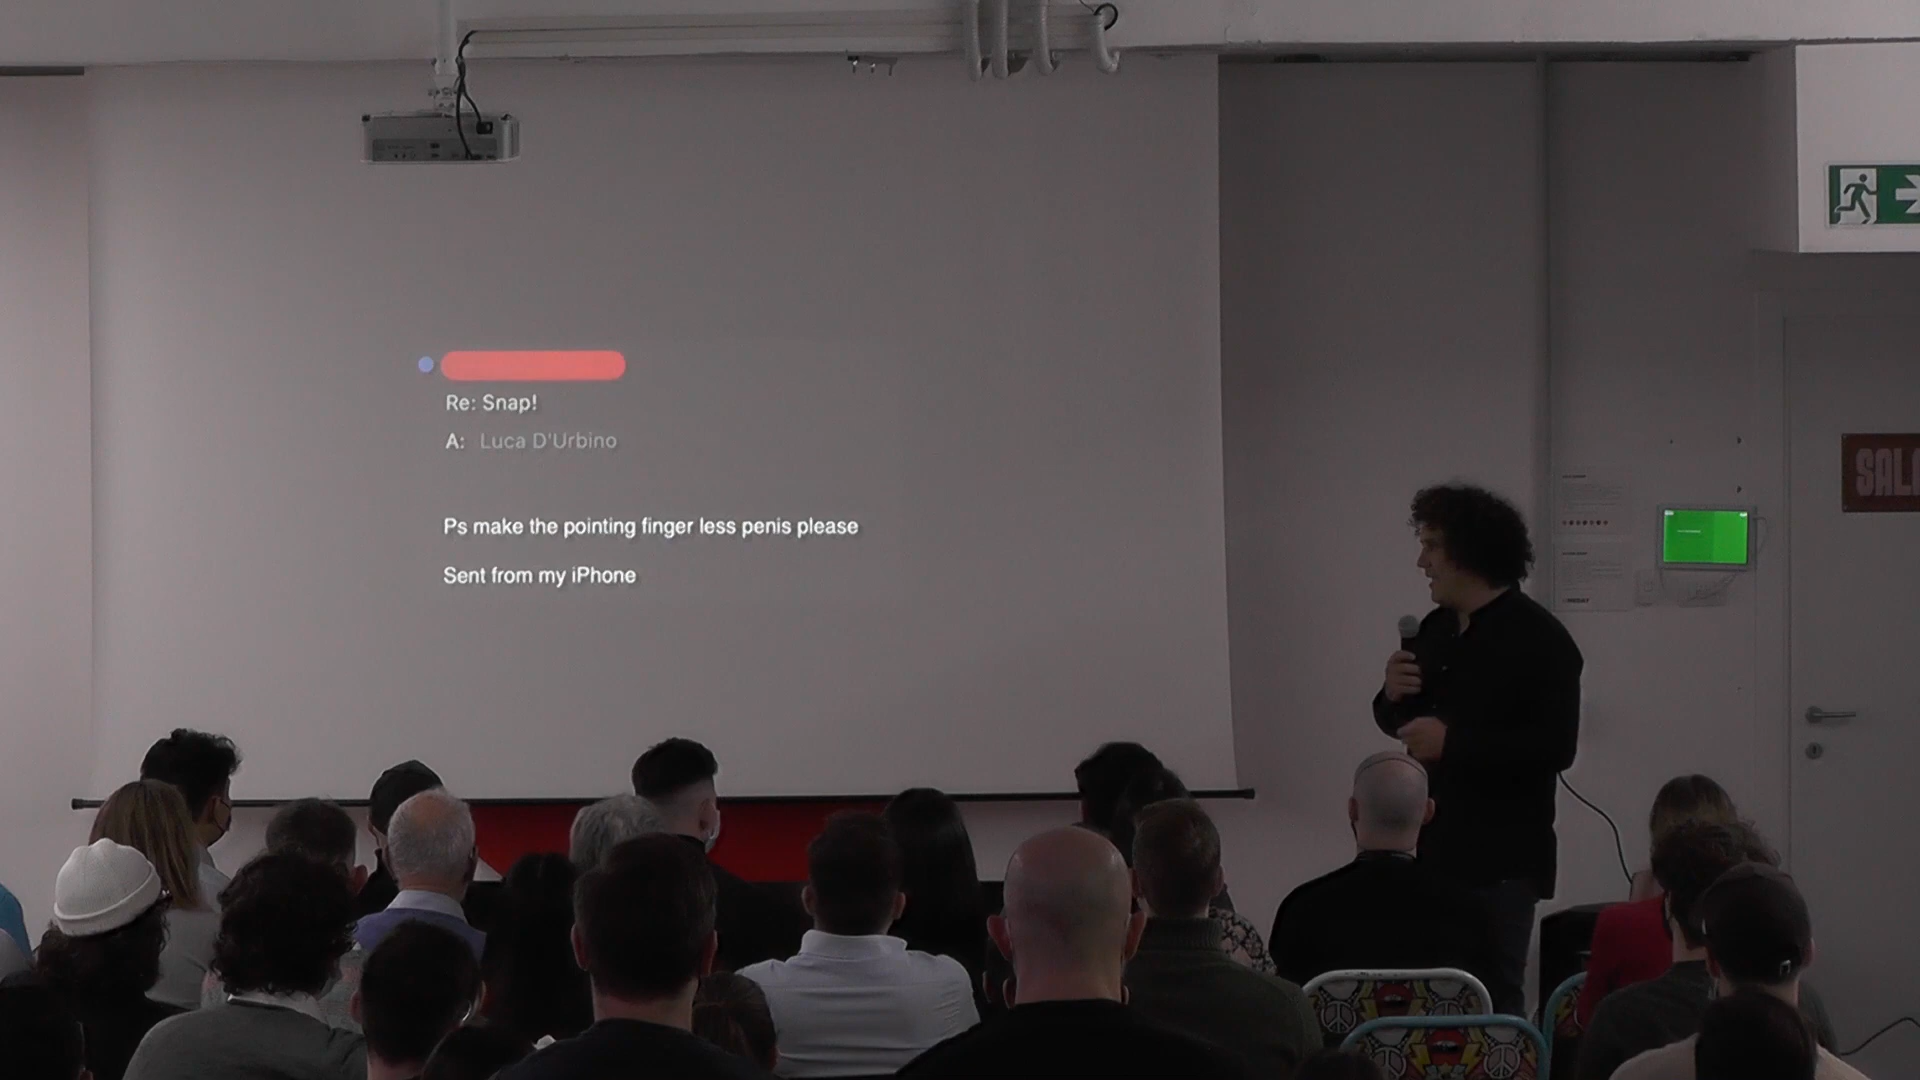 Re: Snap!
A: Luca D'Urbino
Ps make the pointing finger less penis please
Sent from my iPhone